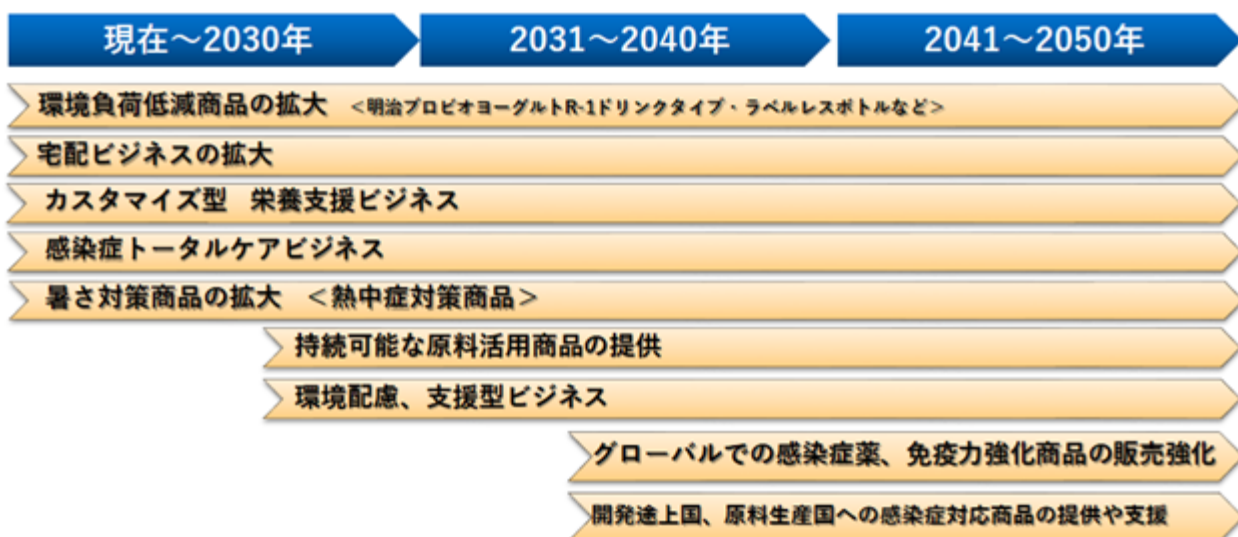 現在～2030年
2031～2040年
2041～2050年
環境負荷低減商品の拡大 ＜明治プロビオヨーグルトR-1ドリンクタイプ・ラベルレスボトルなど＞
宅配ビジネスの拡大
カスタマイズ型 栄養支援ビジネス
感染症トータルケアビジネス
暑さ対策商品の拡大 ＜熱中症対策商品＞
持続可能な原料活用商品の提供
環境配慮、支援型ビジネス
グローバルでの感染症薬、免疫力強化商品の販売強化
開発途上国、原料生産国への感染症対応商品の提供や支援